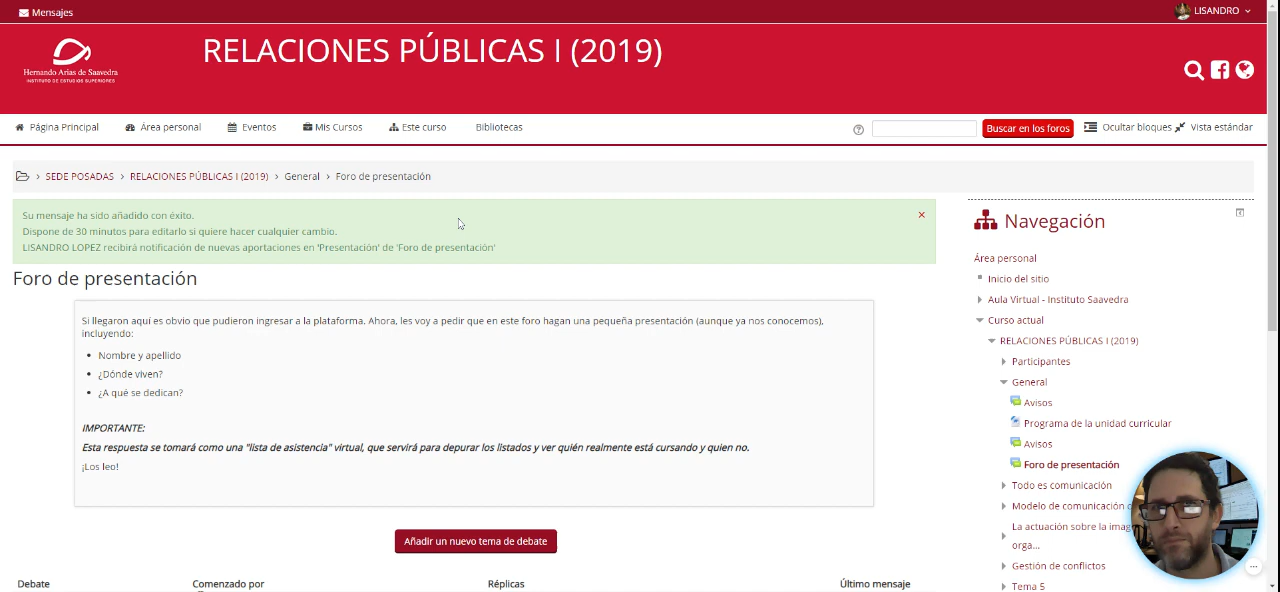 Mensajes
LISANDRO
Hernando Arias de Saavedra
INSTITUTO DE ESTUDIOS SUPERIORES
RELACIONES PÚBLICAS I (2019)
Página Principal
Área personal
Eventos
Mis Cursos
Este curso
Bibliotecas
Buscar en los foros
Ocultar bloques
Vista estándar
SEDE POSADAS › RELACIONES PÚBLICAS I (2019) › General › Foro de presentación
Su mensaje ha sido añadido con éxito.
Dispone de 30 minutos para editarlo si quiere hacer cualquier cambio.
LISANDRO LOPEZ recibirá notificación de nuevas aportaciones en 'Presentación' de 'Foro de presentación'
Foro de presentación
Si llegaron aquí es obvio que pudieron ingresar a la plataforma. Ahora, les voy a pedir que en este foro hagan una pequeña presentación (aunque ya nos conocemos),
incluyendo:
• Nombre y apellido
• ¿Dónde viven?
• ¿A qué se dedican?
IMPORTANTE:
Esta respuesta se tomará como una "lista de asistencia" virtual, que servirá para depurar los listados y ver quién realmente está cursando y quien no.
¡Los leo!
Añadir un nuevo tema de debate
Debate
Comenzado por
Réplicas
Último mensaje
Navegación
Área personal
Inicio del sitio
Aula Virtual - Instituto Saavedra
Curso actual
RELACIONES PÚBLICAS I (2019)
Participantes
General
Avisos
Programa de la unidad curricular
Avisos
Foro de presentación
Todo es comunicación
Modelo de comunicación
La actuación sobre la imag
orga...
Gestión de conflictos
Tema 5